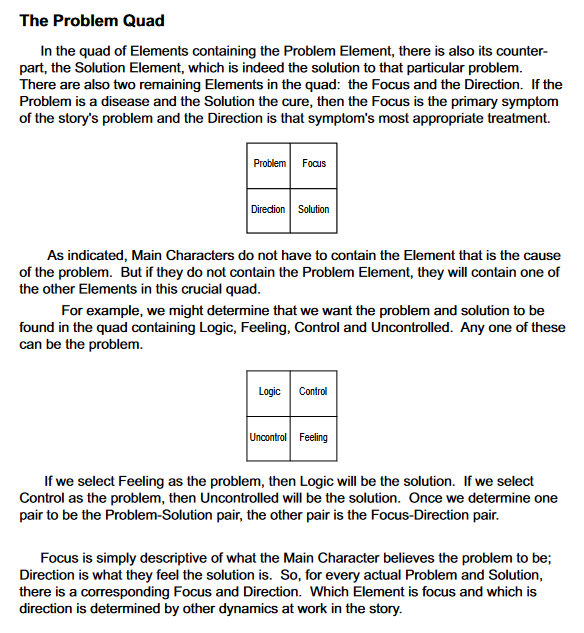 The Problem Quad
In the quad of Elements containing the Problem Element, there is also its counter-
part, the Solution Element, which is indeed the solution to that particular problem.
There are also two remaining Elements in the quad:  the Focus and the Direction.  If the
Problem is a disease and the Solution the cure, then the Focus is the primary symptom
of the story's problem and the Direction is that symptom's most appropriate treatment.
Problem Focus
Direction Solution
As indicated, Main Characters do not have to contain the Element that is the cause
of the problem.  But if they do not contain the Problem Element, they will contain one of
the other Elements in this crucial quad.
For example, we might determine that we want the problem and solution to be
found in the quad containing Logic, Feeling, Control and Uncontrolled.  Any one of these
can be the problem.
Logic Control
Uncontrol Feeling
If we select Feeling as the problem, then Logic will be the solution.  If we select
Control as the problem, then Uncontrolled will be the solution.  Once we determine one
pair to be the Problem-Solution pair, the other pair is the Focus-Direction pair.
Focus is simply descriptive of what the Main Character believes the problem to be;
Direction is what they feel the solution is.  So, for every actual Problem and Solution,
there is a corresponding Focus and Direction.  Which Element is focus and which is
direction is determined by other dynamics at work in the story.